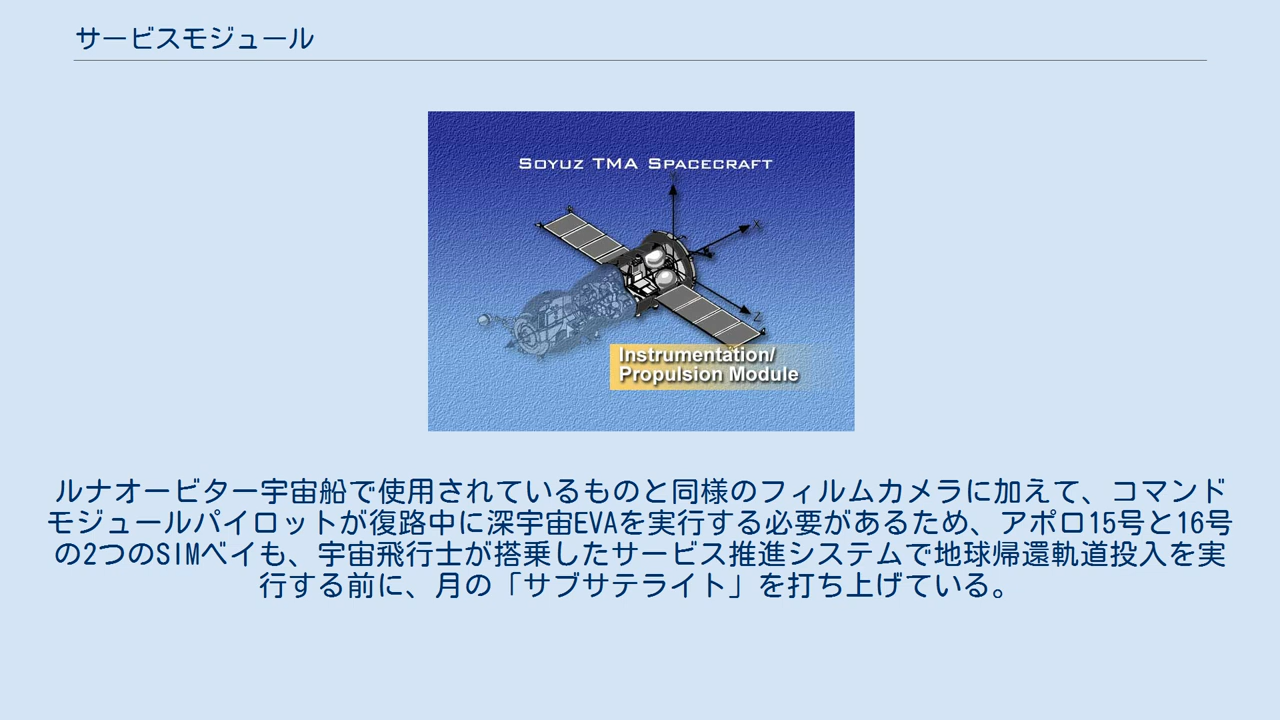 サービスモジュール
SOYUZ TMA SPACECRAFT
Y
X
Z
Instrumentation/
Propulsion Module
ルナオービター宇宙船で使用されているものと同様のフィルムカメラに加えて、コマンド
モジュールパイロットが復路中に深宇宙EVAを実行する必要があるため、アポロ15号と16号
の2つのSIMベイも、宇宙飛行士が搭乗したサービス推進システムで地球帰還軌道投入を実
行する前に、月の「サブサテライト」を打ち上げている。